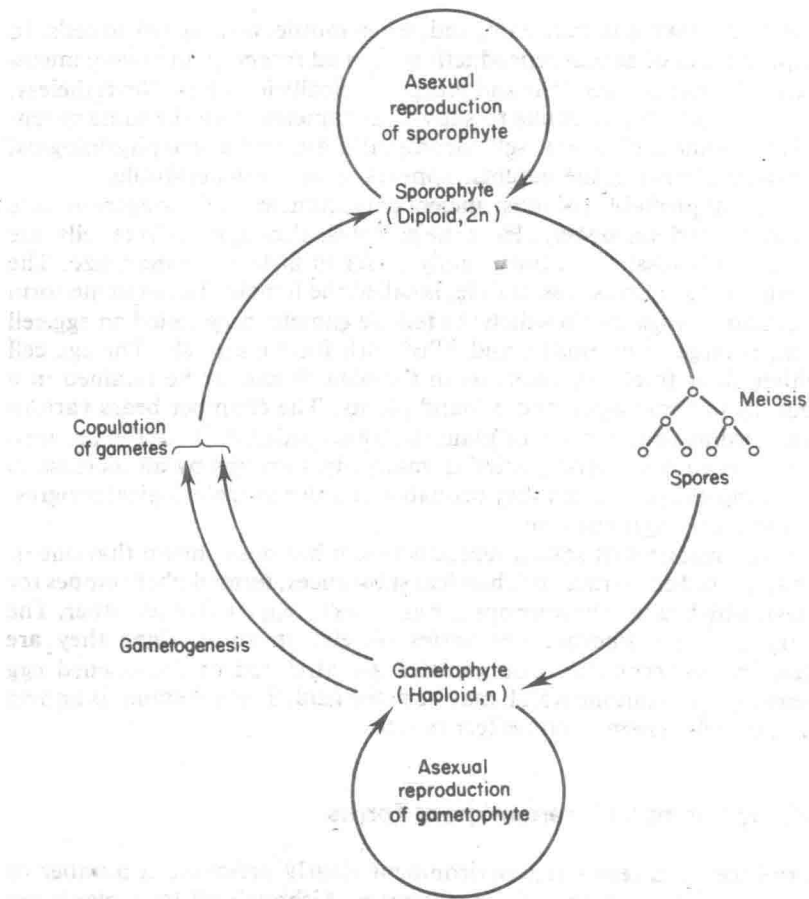 Asexual
reproduction
of sporophyte
Sporophyte
(Diploid, 2n)
Meiosis
Copulation
of gametes
Spores
Gametogenesis
Gametophyte
(Haploid, n)
Asexual
reproduction
of gametophyte